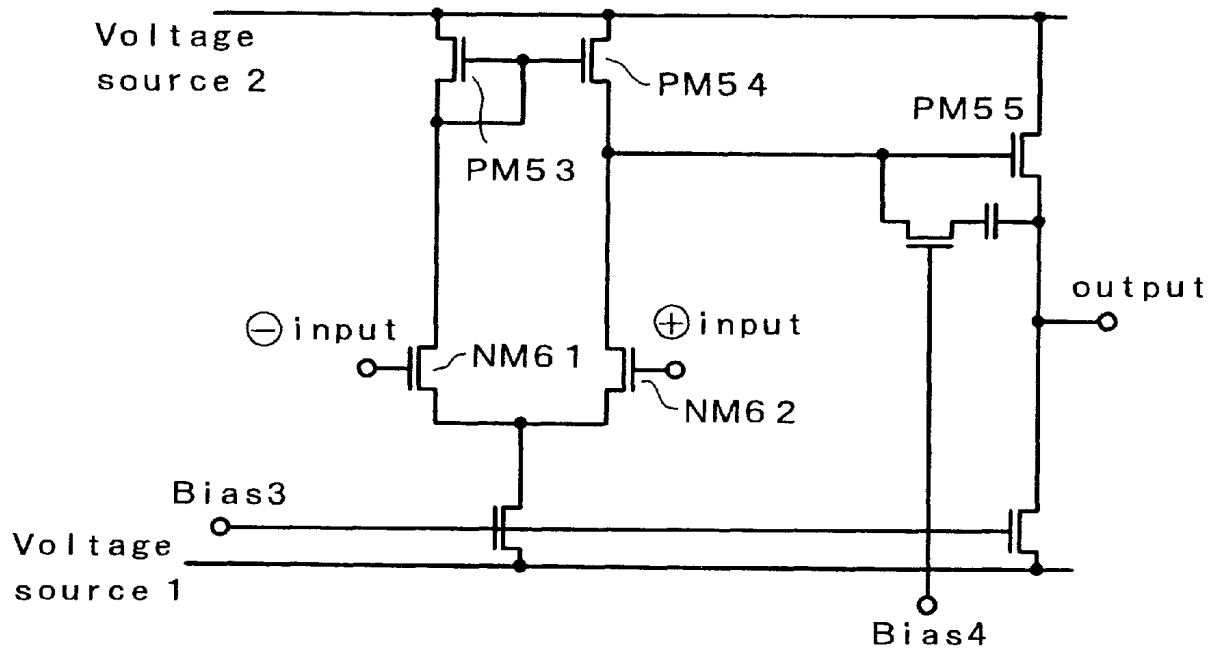 Voltage
source 2
PM54
PM55
PM53
output
⊖ input
⊕ input
NM61
NM62
Bias3
Voltage
source 1
Bias4